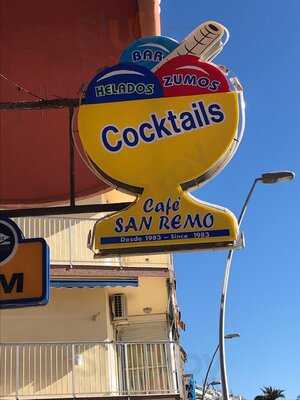 BAR
HELADOS
ZUMOS
Cocktails
Café
SAN REMO
Desde 1983 - Since 1983
M